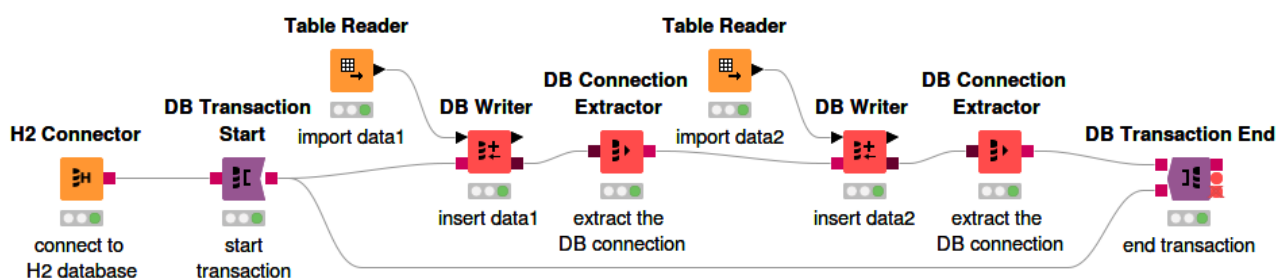 Table Reader
import data1
Table Reader
import data2
H2 Connector
connect to
H2 database
DB Transaction
Start
start
transaction
DB Writer
insert data1
DB Connection
Extractor
extract the
DB connection
DB Writer
insert data2
DB Connection
Extractor
extract the
DB connection
DB Transaction End
end transaction
H